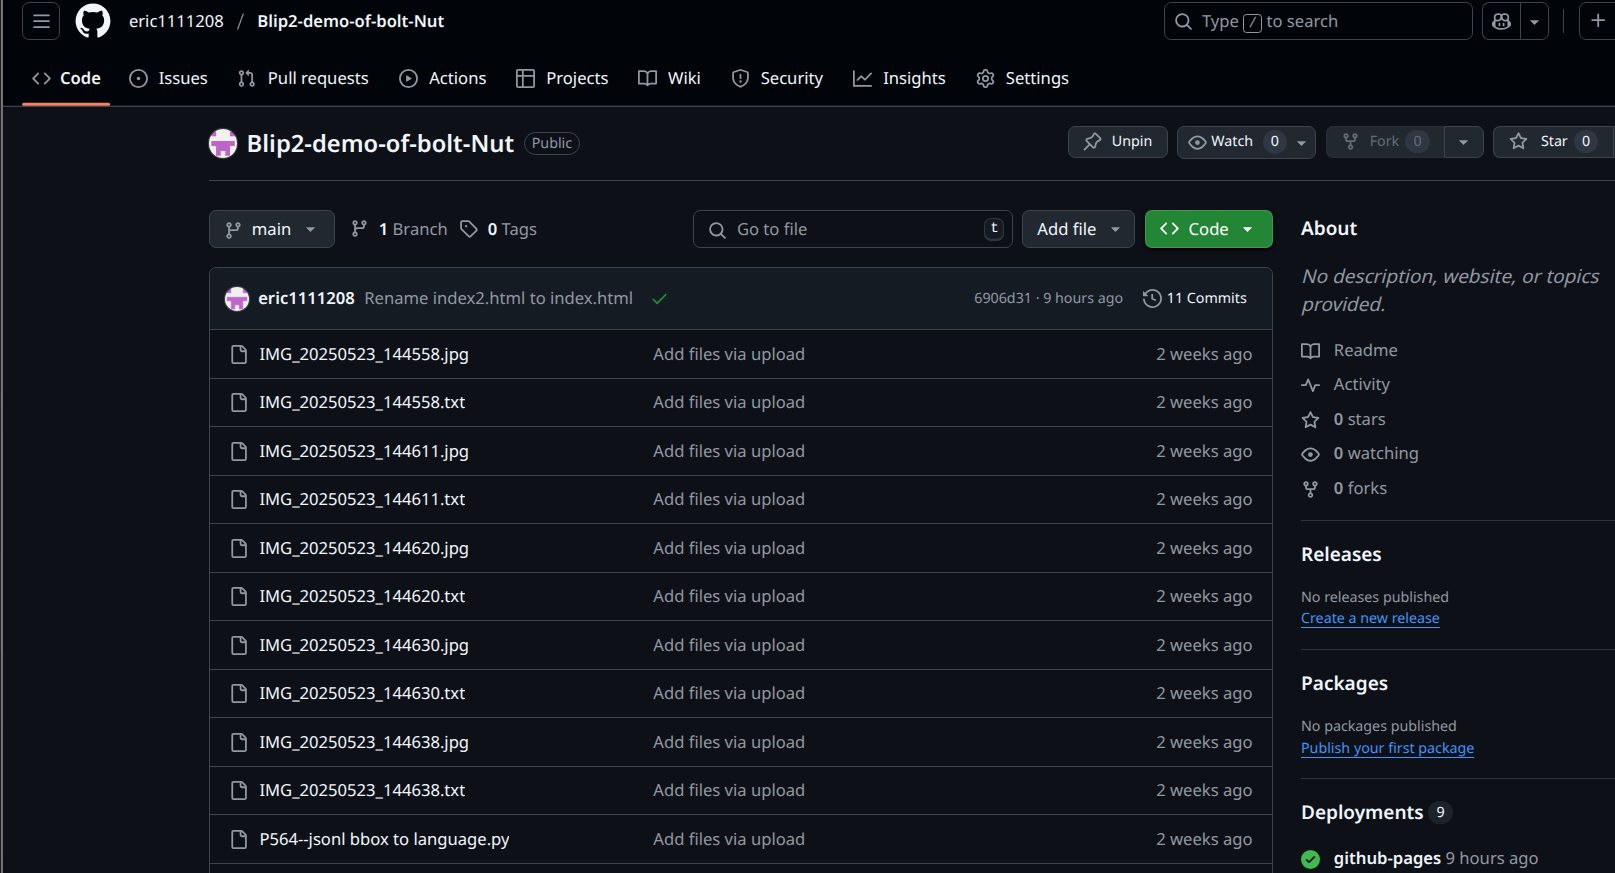 eric1111208 / Blip2-demo-of-bolt-Nut
Type / to search
Code Issues Pull requests Actions Projects Wiki Security Insights Settings
Blip2-demo-of-bolt-Nut Public
Unpin Watch 0 Fork 0 Star 0
main 1 Branch 0 Tags Go to file t Add file Code
eric1111208 Rename index2.html to index.html 6906d31 · 9 hours ago 11 Commits
IMG_20250523_144558.jpg Add files via upload 2 weeks ago
IMG_20250523_144558.txt Add files via upload 2 weeks ago
IMG_20250523_144611.jpg Add files via upload 2 weeks ago
IMG_20250523_144611.txt Add files via upload 2 weeks ago
IMG_20250523_144620.jpg Add files via upload 2 weeks ago
IMG_20250523_144620.txt Add files via upload 2 weeks ago
IMG_20250523_144630.jpg Add files via upload 2 weeks ago
IMG_20250523_144630.txt Add files via upload 2 weeks ago
IMG_20250523_144638.jpg Add files via upload 2 weeks ago
IMG_20250523_144638.txt Add files via upload 2 weeks ago
P564--jsonl bbox to language.py Add files via upload 2 weeks ago
About
No description, website, or topics
provided.
Readme
Activity
0 stars
0 watching
0 forks
Releases
No releases published
Create a new release
Packages
No packages published
Publish your first package
Deployments 9
github-pages 9 hours ago